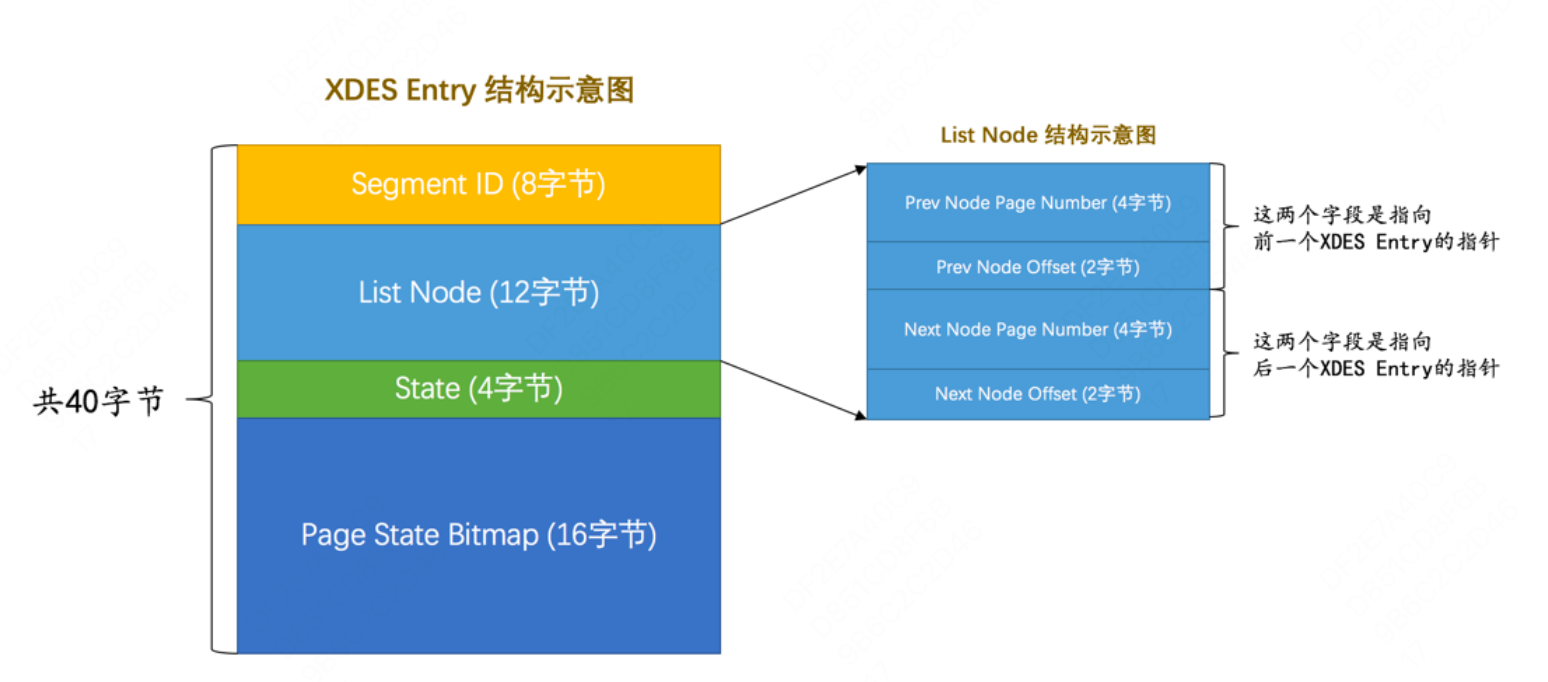 XDES Entry 结构示意图
List Node 结构示意图
Segment ID (8字节)
List Node (12字节)
State (4字节)
Page State Bitmap (16字节)
共40字节
Prev Node Page Number (4字节)
Prev Node Offset (2字节)
Next Node Page Number (4字节)
Next Node Offset (2字节)
这两个字段是指向
前一个XDES Entry的指针
这两个字段是指向
后一个XDES Entry的指针